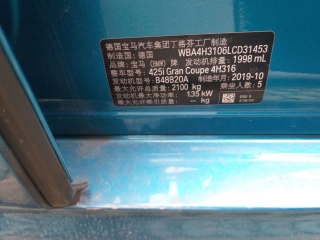 德国宝马汽车集团丁格芬工厂制造
制造国：德国 WBA4H3106LCD31453
品牌：宝马（BMW）牌 发动机排量：1998 mL
整车型号：425i Gran Coupe 4H316
发动机型号：B48B20A 制造年月：2019-10
最大允许总质量：2100 kg 乘坐人数：5
发动机最大净功率：135 kW
-- kg